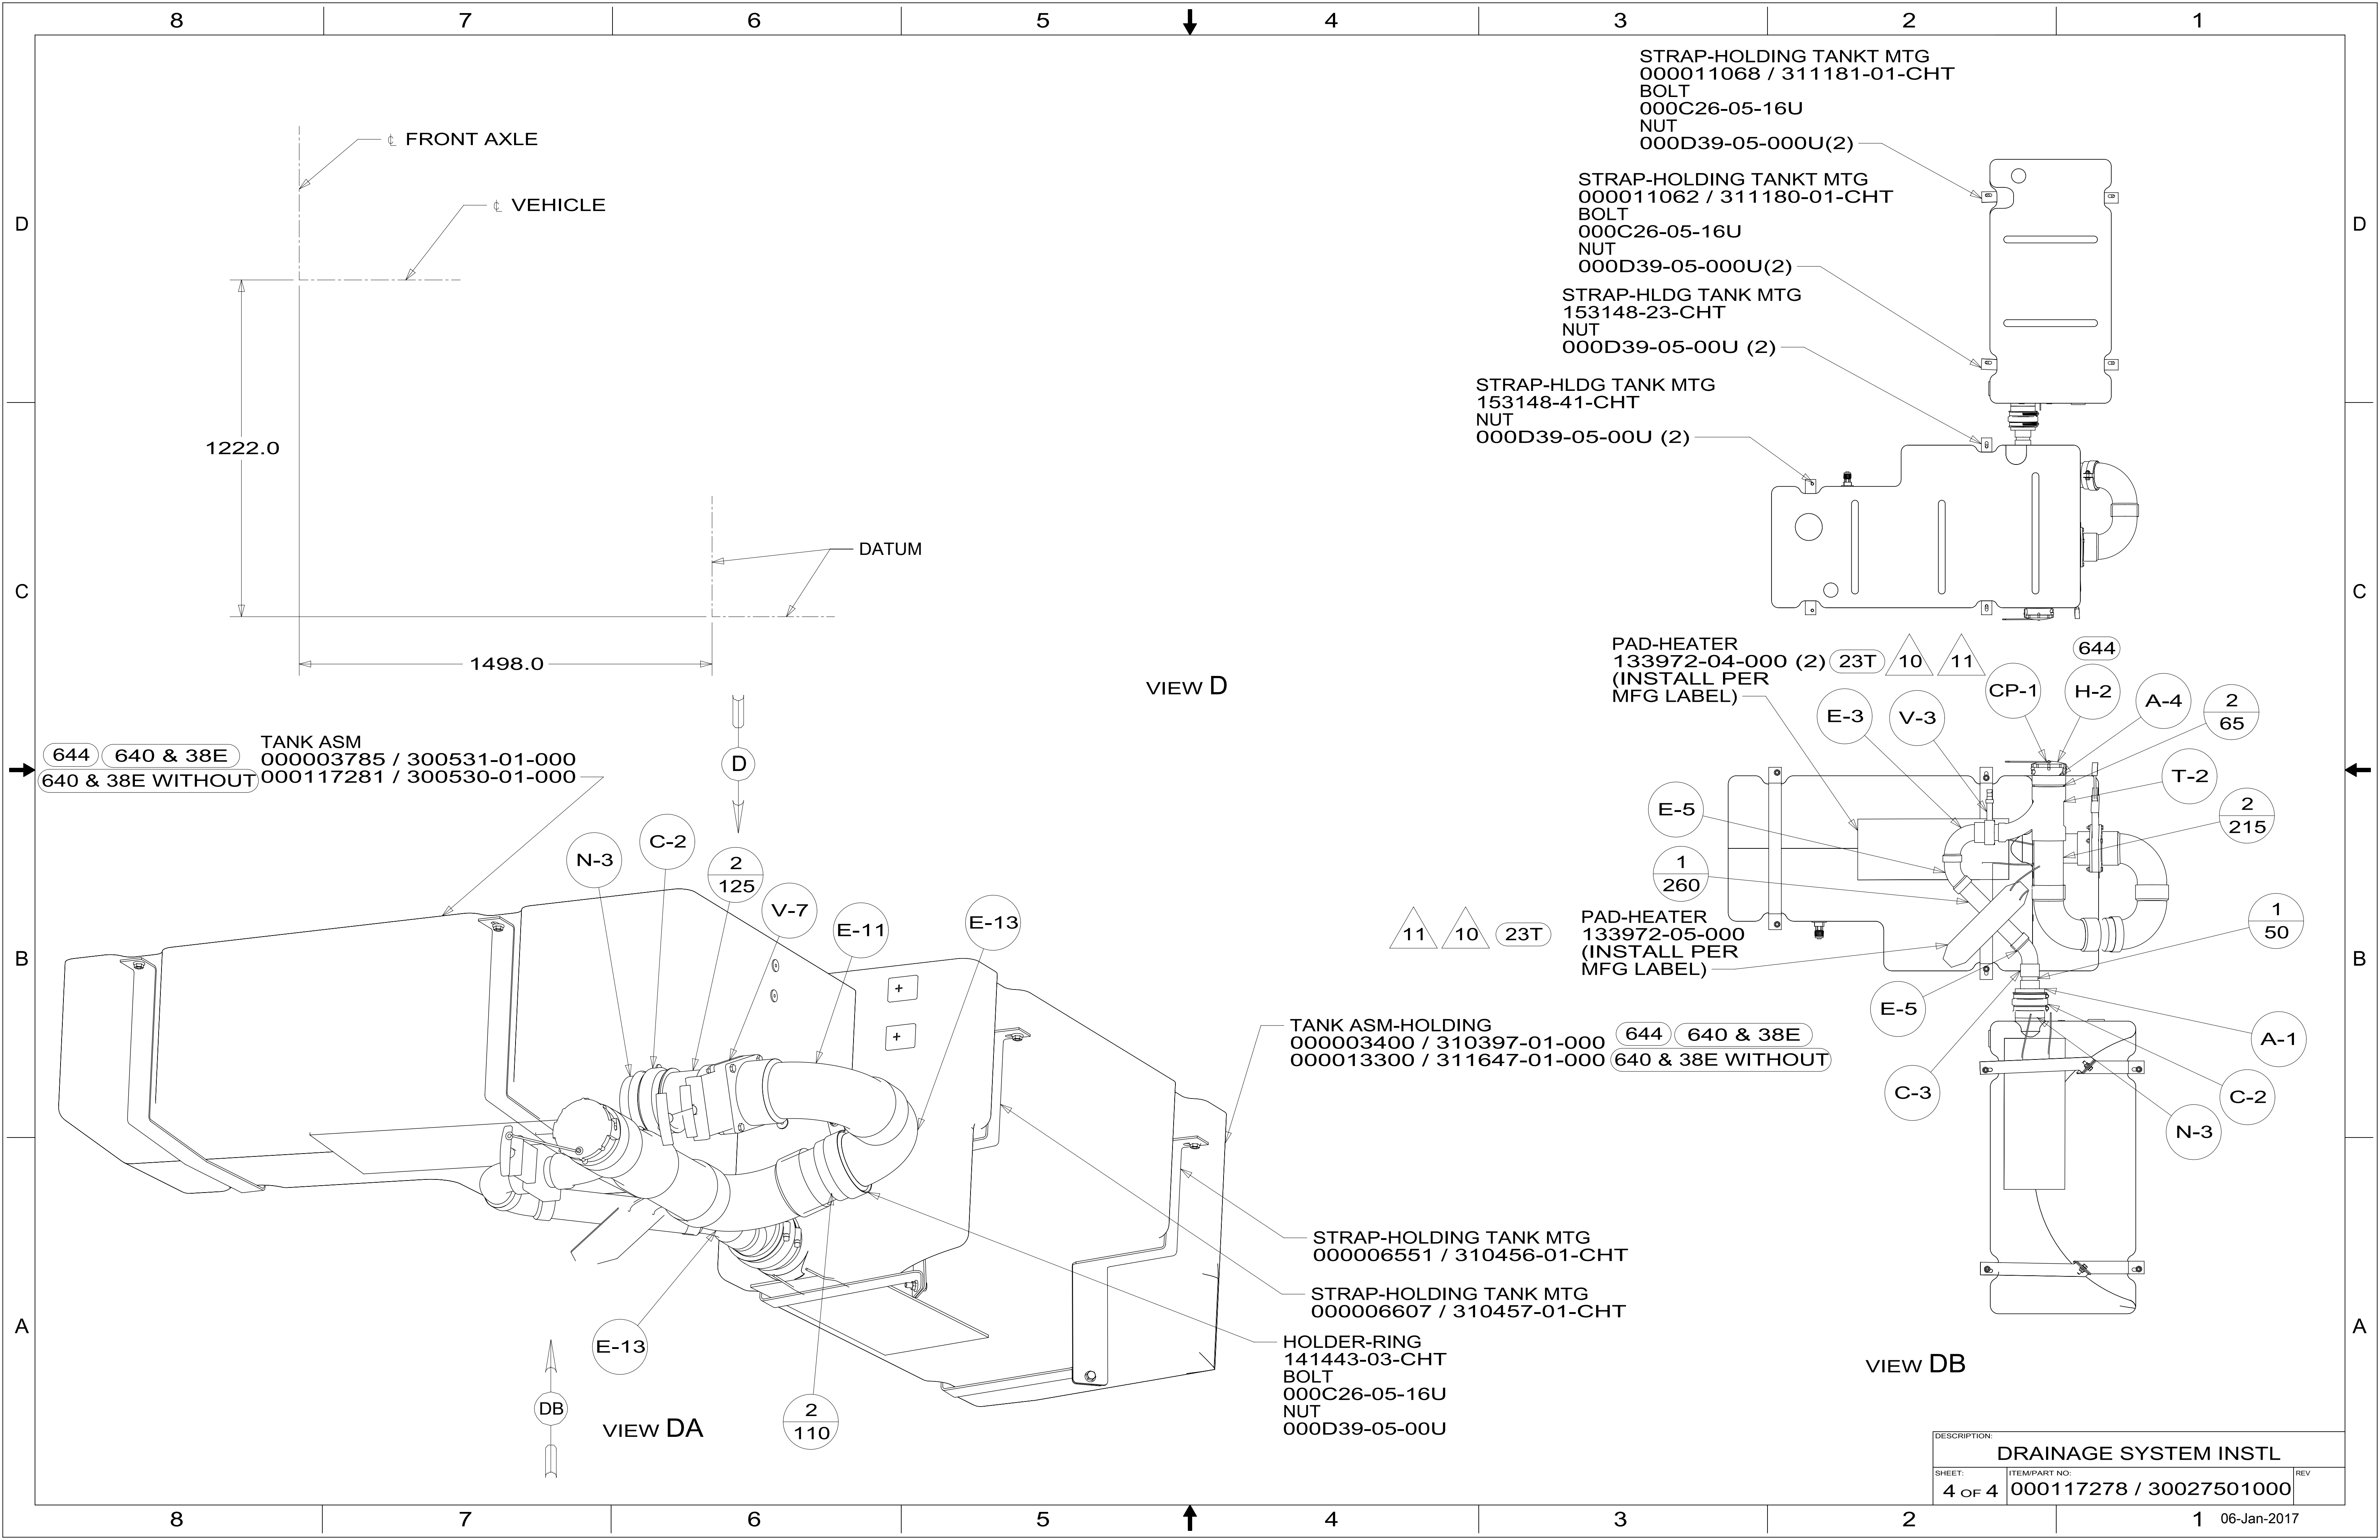 8 7 6 5 4 3 2 1
STRAP-HOLDING TANKT MTG
000011068 / 311181-01-CHT
BOLT
000C26-05-16U
NUT
000D39-05-000U(2)
℄ FRONT AXLE
℄ VEHICLE
STRAP-HOLDING TANKT MTG
000011062 / 311180-01-CHT
BOLT
000C26-05-16U
NUT
000D39-05-000U(2)
D
D
STRAP-HLDG TANK MTG
153148-23-CHT
NUT
000D39-05-00U (2)
STRAP-HLDG TANK MTG
153148-41-CHT
NUT
000D39-05-00U (2)
1222.0
DATUM
C
C
1498.0
VIEW D
PAD-HEATER
133972-04-000 (2) 23T 10 11
(INSTALL PER
MFG LABEL)
644
CP-1
H-2
A-4
2
65
E-3
V-3
T-2
2
215
E-5
1
260
644 640 & 38E
640 & 38E WITHOUT
TANK ASM
000003785 / 300531-01-000
000117281 / 300530-01-000
D
N-3
C-2
2
125
V-7
E-11
E-13
11 10 23T
PAD-HEATER
133972-05-000
(INSTALL PER
MFG LABEL)
1
50
B
B
E-5
A-1
C-3
C-2
N-3
TANK ASM-HOLDING
000003400 / 310397-01-000 644 640 & 38E
000013300 / 311647-01-000 640 & 38E WITHOUT
STRAP-HOLDING TANK MTG
000006551 / 310456-01-CHT
STRAP-HOLDING TANK MTG
000006607 / 310457-01-CHT
HOLDER-RING
141443-03-CHT
BOLT
000C26-05-16U
NUT
000D39-05-00U
A
A
E-13
DB
VIEW DA
2
110
VIEW DB
DESCRIPTION:
DRAINAGE SYSTEM INSTL
SHEET:
4 OF 4
ITEM/PART NO:
000117278 / 30027501000
REV
8 7 6 5 4 3 2 1
06-Jan-2017